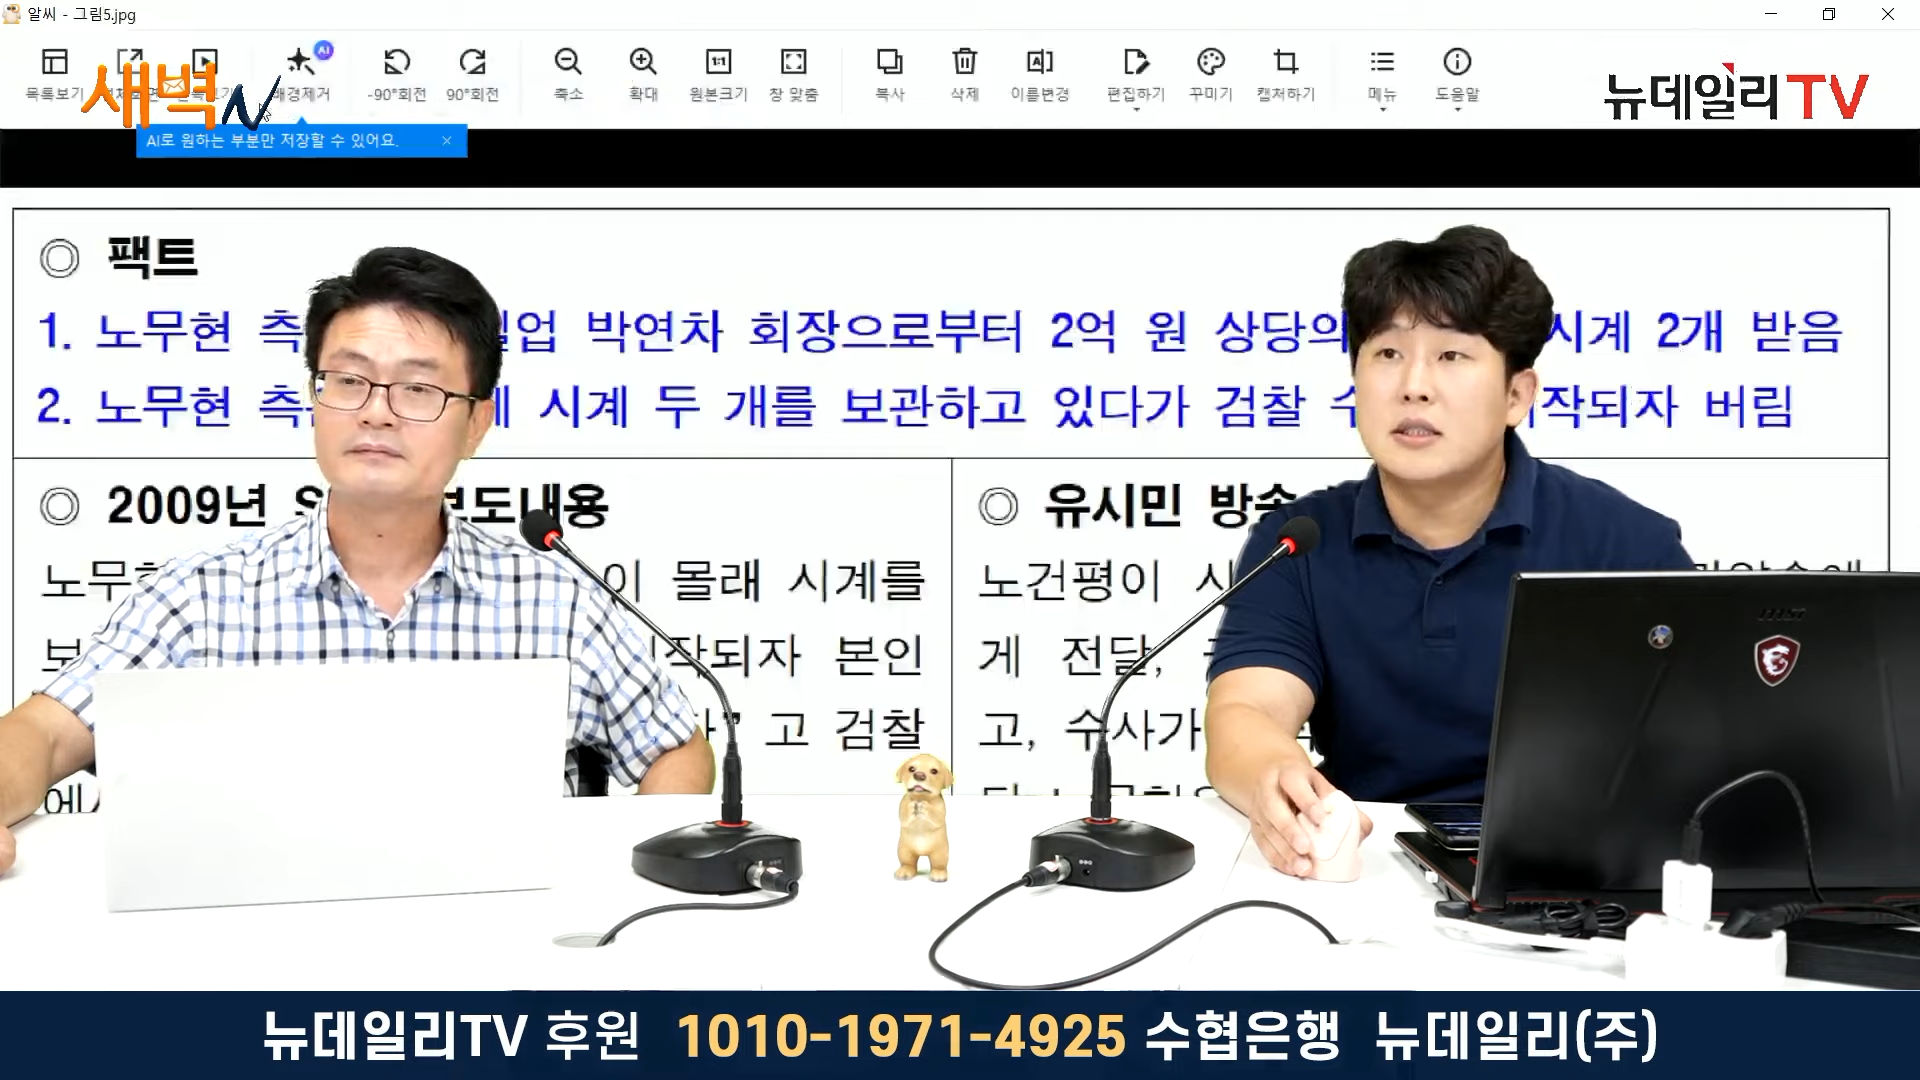 알씨 - 그림5.jpg
목록보기 배경제거 -90°회전 90°회전 축소 확대 원본크기 창 맞춤 복사 삭제 이름변경 편집하기 꾸미기 캡처하기 메뉴 도움말
AI
1:1
새벽N
뉴데일리TV
AI로 원하는 부분만 저장할 수 있어요.
◎ 팩트
1. 노무현 측 업 박연차 회장으로부터 2억 원 상당의 시계 2개 받음
2. 노무현 측 시계 두 개를 보관하고 있다가 검찰 작되자 버림
◎ 2009년 보도내용
이 몰래 시계를
작되자 본인
고 검찰
◎ 유시민 방송
노건평이
게 전달,
고, 수사가
msi
뉴데일리TV 후원 1010-1971-4925 수협은행 뉴데일리(주)